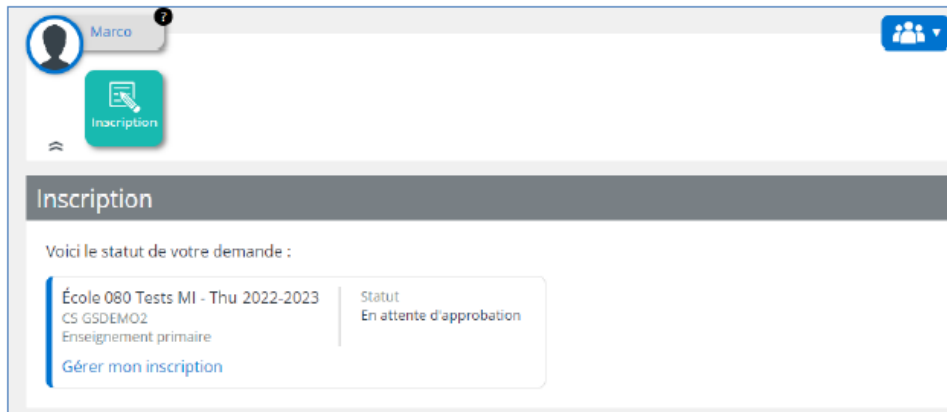 ?
Marco
Inscription
Inscription
Voici le statut de votre demande :
École 080 Tests MI - Thu 2022-2023
CS GSDEMO2
Enseignement primaire
Gérer mon inscription
Statut
En attente d'approbation